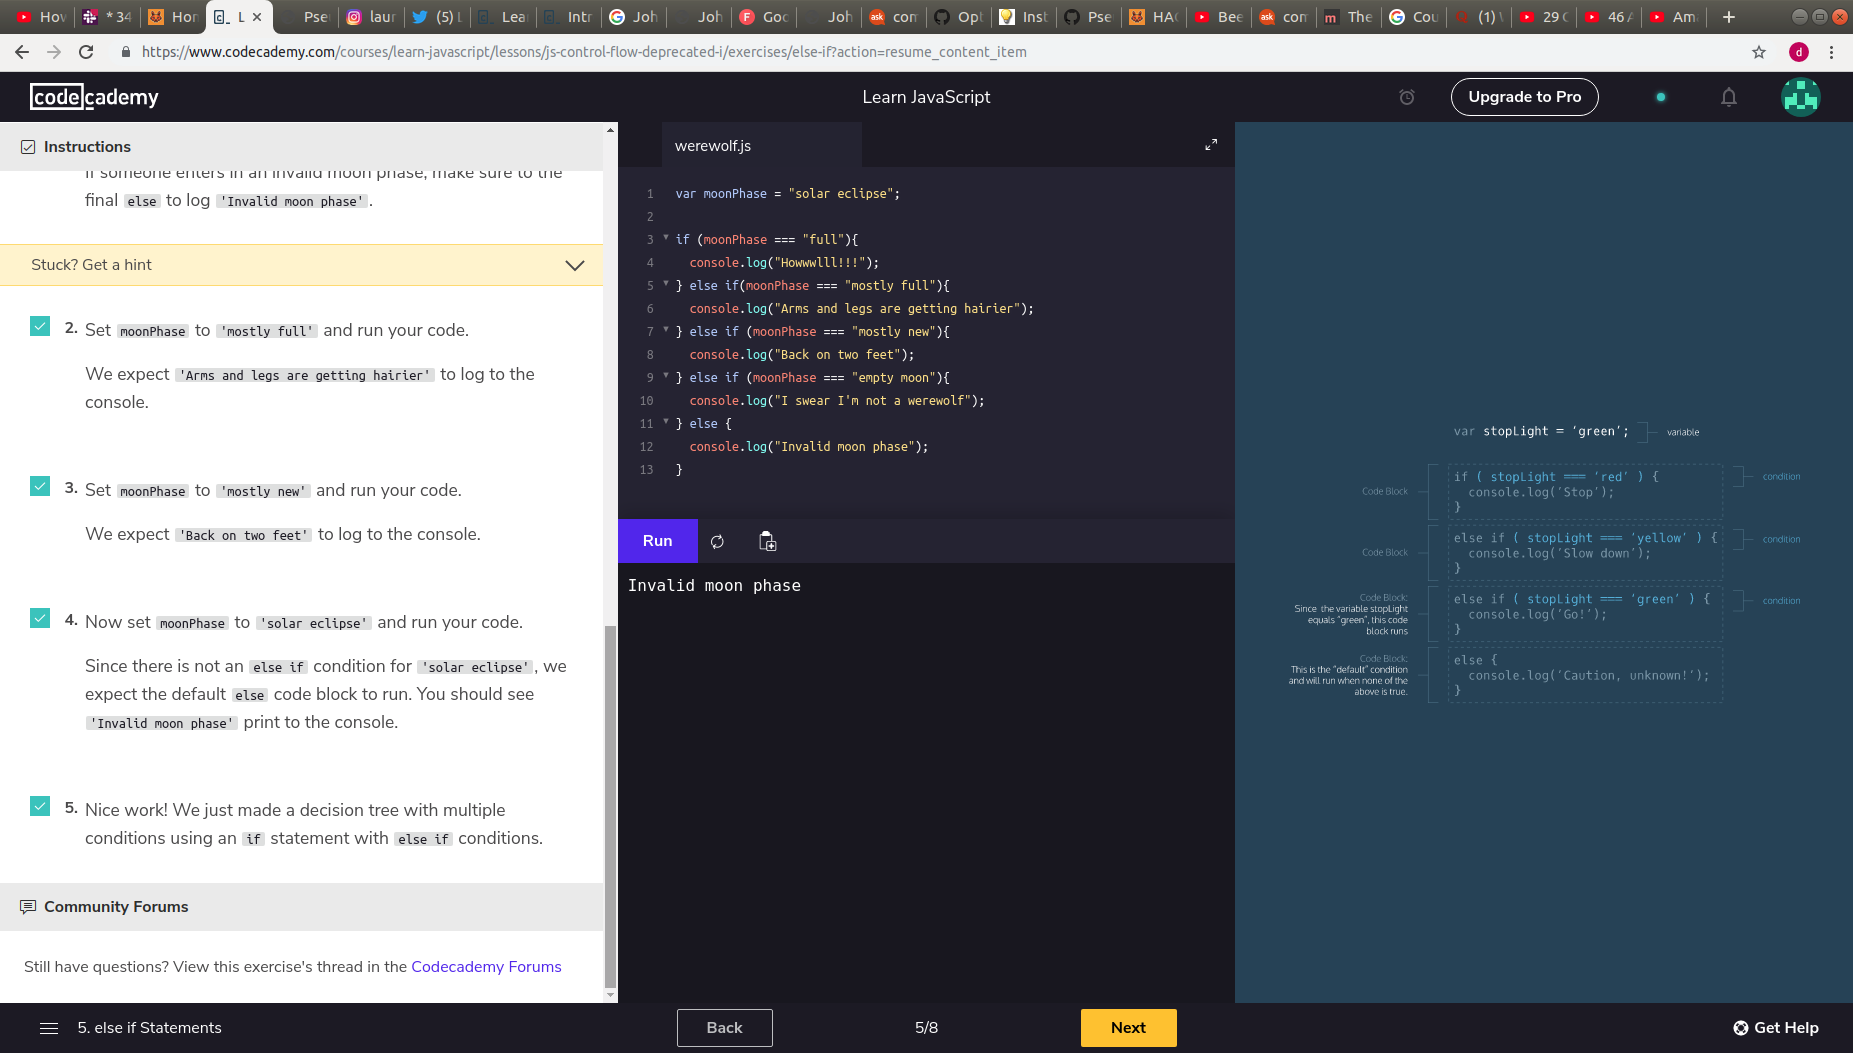 How
* 34
Hor
L
Pse
laur
(5) L
Lea
Intr
Joh
Joh
Goc
Joh
con
Opt
Inst
Pse
HAC
Bee
con
The
Cou
(1)
29 C
46 A
Am
https://www.codecademy.com/courses/learn-javascript/lessons/js-control-flow-deprecated-i/exercises/else-if?action=resume_content_item
d
codecademy
Learn JavaScript
Upgrade to Pro
Instructions
If someone enters in an invalid moon phase, make sure to the
final else to log 'Invalid moon phase'.
Stuck? Get a hint
2. Set moonPhase to 'mostly full' and run your code.
We expect 'Arms and legs are getting hairier' to log to the
console.
3. Set moonPhase to 'mostly new' and run your code.
We expect 'Back on two feet' to log to the console.
4. Now set moonPhase to 'solar eclipse' and run your code.
Since there is not an else if condition for 'solar eclipse', we
expect the default else code block to run. You should see
'Invalid moon phase' print to the console.
5. Nice work! We just made a decision tree with multiple
conditions using an if statement with else if conditions.
Community Forums
Still have questions? View this exercise's thread in the Codecademy Forums
werewolf.js
1 var moonPhase = "solar eclipse";
2
3 if (moonPhase === "full"){
4 console.log("Howwwlll!!!");
5 } else if(moonPhase === "mostly full"){
6 console.log("Arms and legs are getting hairier");
7 } else if (moonPhase === "mostly new"){
8 console.log("Back on two feet");
9 } else if (moonPhase === "empty moon"){
10 console.log("I swear I'm not a werewolf");
11 } else {
12 console.log("Invalid moon phase");
13 }
Run
Invalid moon phase
var stopLight = ‘green’; variable
Code Block
if ( stopLight === ‘red’ ) {
console.log(‘Stop’);
}
condition
Code Block
else if ( stopLight === ‘yellow’ ) {
console.log(‘Slow down’);
}
condition
Code Block:
Since the variable stopLight
equals “green”, this code
block runs
else if ( stopLight === ‘green’ ) {
console.log(‘Go!’);
}
condition
Code Block:
This is the “default” condition
and will run when none of the
above is true.
else {
console.log(‘Caution, unknown!’);
}
5. else if Statements
Back
5/8
Next
Get Help